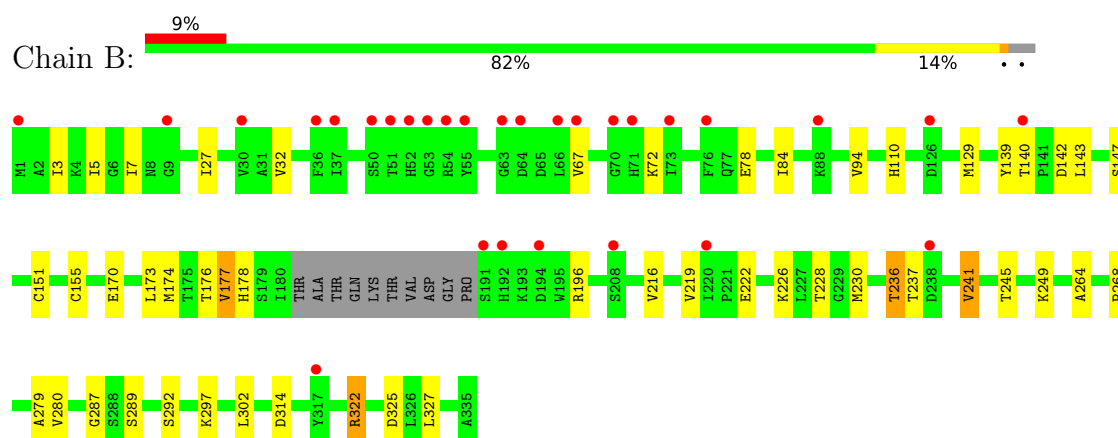 9%
Chain B:
82% 14% • •
M1 A2 I3 K4 I5 G6 I7 N8 G9 I27 V30 A31 V32 F36 I37 S50 T51 H52 G53 R54 Y55 G63 D64 D65 L66 V67 G70 H71 K72 I73 F76 Q77 E78 I84 K88 V94 H110 D126 M129 Y139 T140 P141 D142 L143
C151 C155 E170 L173 M174 T175 T176 V177 H178 S179 I180 THR ALA THR GLN LYS THR VAL ASP GLY PRO S191 H192 K193 D194 W195 R196 S208 V216 V219 I220 P221 E222 K226 L227 T228 G229 M230 T236 T237 D238 V241 T245 K249 A264
A279 V280 G287 S288 S289 S292 K297 L302 D314 Y317 R322 D325 L326 L327 A335